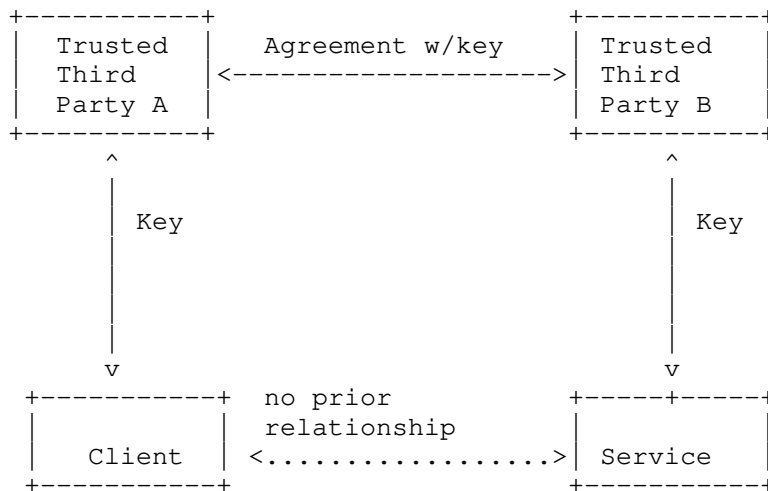 Trusted Agreement w/key Trusted
Third <-------------------> Third
Party A Party B
Key Key
no prior
relationship
Client <..................> Service